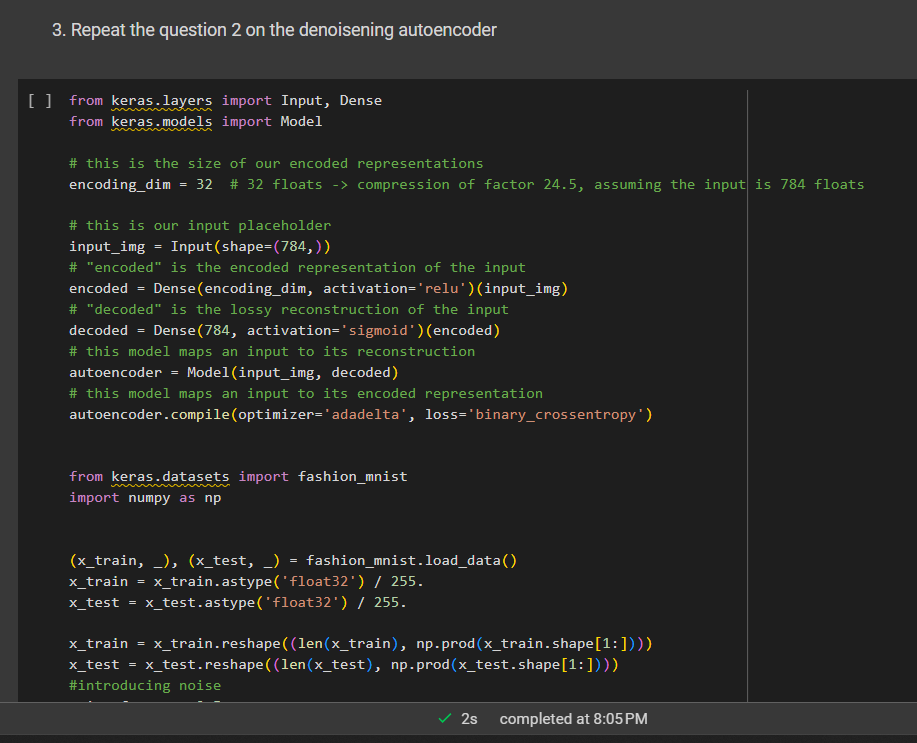 3. Repeat the question 2 on the denoisening autoencoder
[ ] from keras.layers import Input, Dense
from keras.models import Model
# this is the size of our encoded representations
encoding_dim = 32  # 32 floats -> compression of factor 24.5, assuming the input is 784 floats
# this is our input placeholder
input_img = Input(shape=(784,))
# "encoded" is the encoded representation of the input
encoded = Dense(encoding_dim, activation='relu')(input_img)
# "decoded" is the lossy reconstruction of the input
decoded = Dense(784, activation='sigmoid')(encoded)
# this model maps an input to its reconstruction
autoencoder = Model(input_img, decoded)
# this model maps an input to its encoded representation
autoencoder.compile(optimizer='adadelta', loss='binary_crossentropy')
from keras.datasets import fashion_mnist
import numpy as np
(x_train, _), (x_test, _) = fashion_mnist.load_data()
x_train = x_train.astype('float32') / 255.
x_test = x_test.astype('float32') / 255.
x_train = x_train.reshape((len(x_train), np.prod(x_train.shape[1:])))
x_test = x_test.reshape((len(x_test), np.prod(x_test.shape[1:])))
#introducing noise
2s completed at 8:05 PM